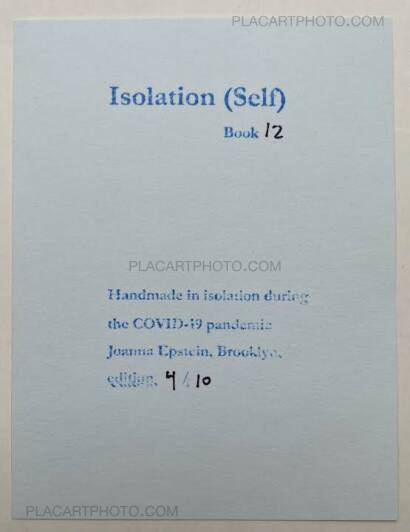 PLACARTPHOTO.COM
Isolation (Self)
Book 12
PLACARTPHOTO.COM
Handmade in isolation during
the COVID-19 pandemic
Joanna Epstein, Brooklyn,
edition, 4/10
PLACARTPHOTO.COM